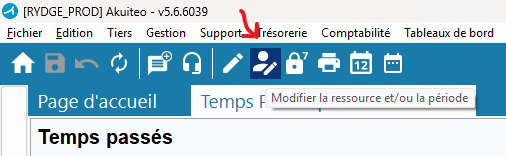 [RYDGE_PROD] Akuiteo - v5.6.6039
Fichier Edition Tiers Gestion Support Trésorerie Comptabilité Tableaux de bord
7 12
Page d'accueil Temps P
Modifier la ressource et/ou la période
Temps passés